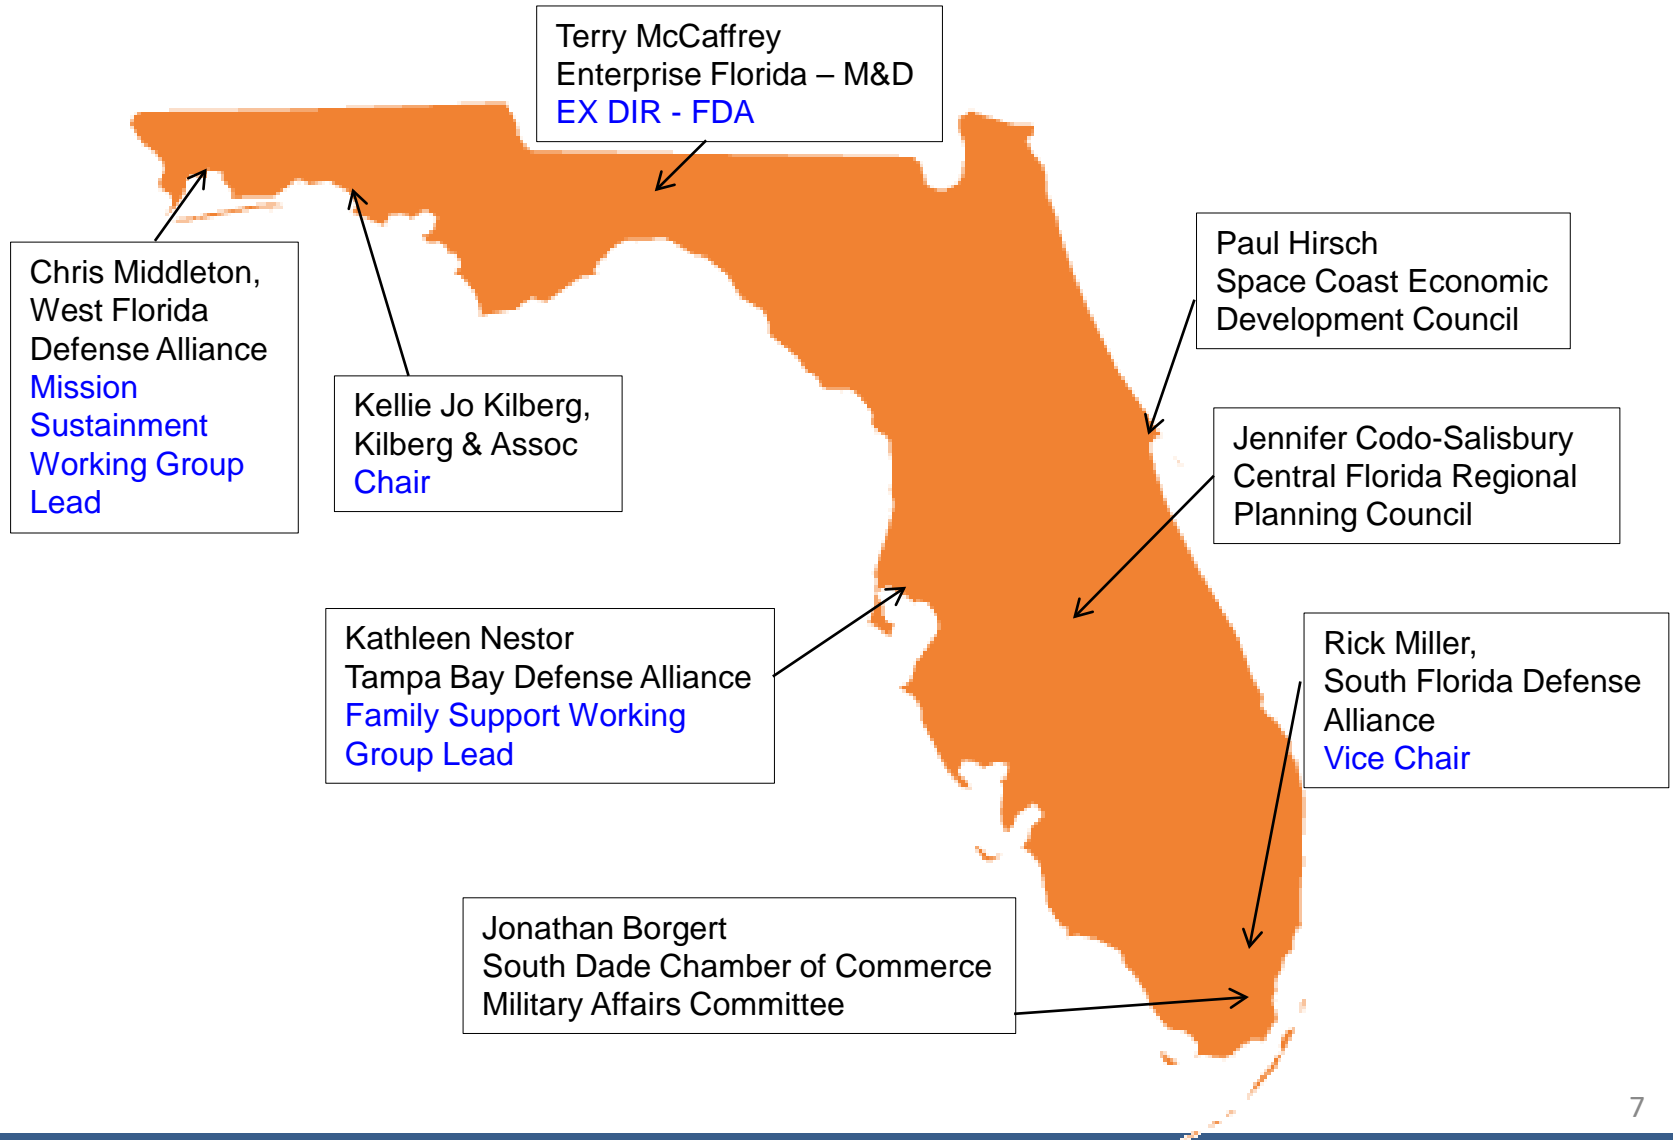 Terry McCaffrey
Enterprise Florida – M&D
EX DIR - FDA
Chris Middleton,
West Florida
Defense Alliance
Mission
Sustainment
Working Group
Lead
Kellie Jo Kilberg,
Kilberg & Assoc
Chair
Paul Hirsch
Space Coast Economic
Development Council
Jennifer Codo-Salisbury
Central Florida Regional
Planning Council
Kathleen Nestor
Tampa Bay Defense Alliance
Family Support Working
Group Lead
Rick Miller,
South Florida Defense
Alliance
Vice Chair
Jonathan Borgert
South Dade Chamber of Commerce
Military Affairs Committee
7